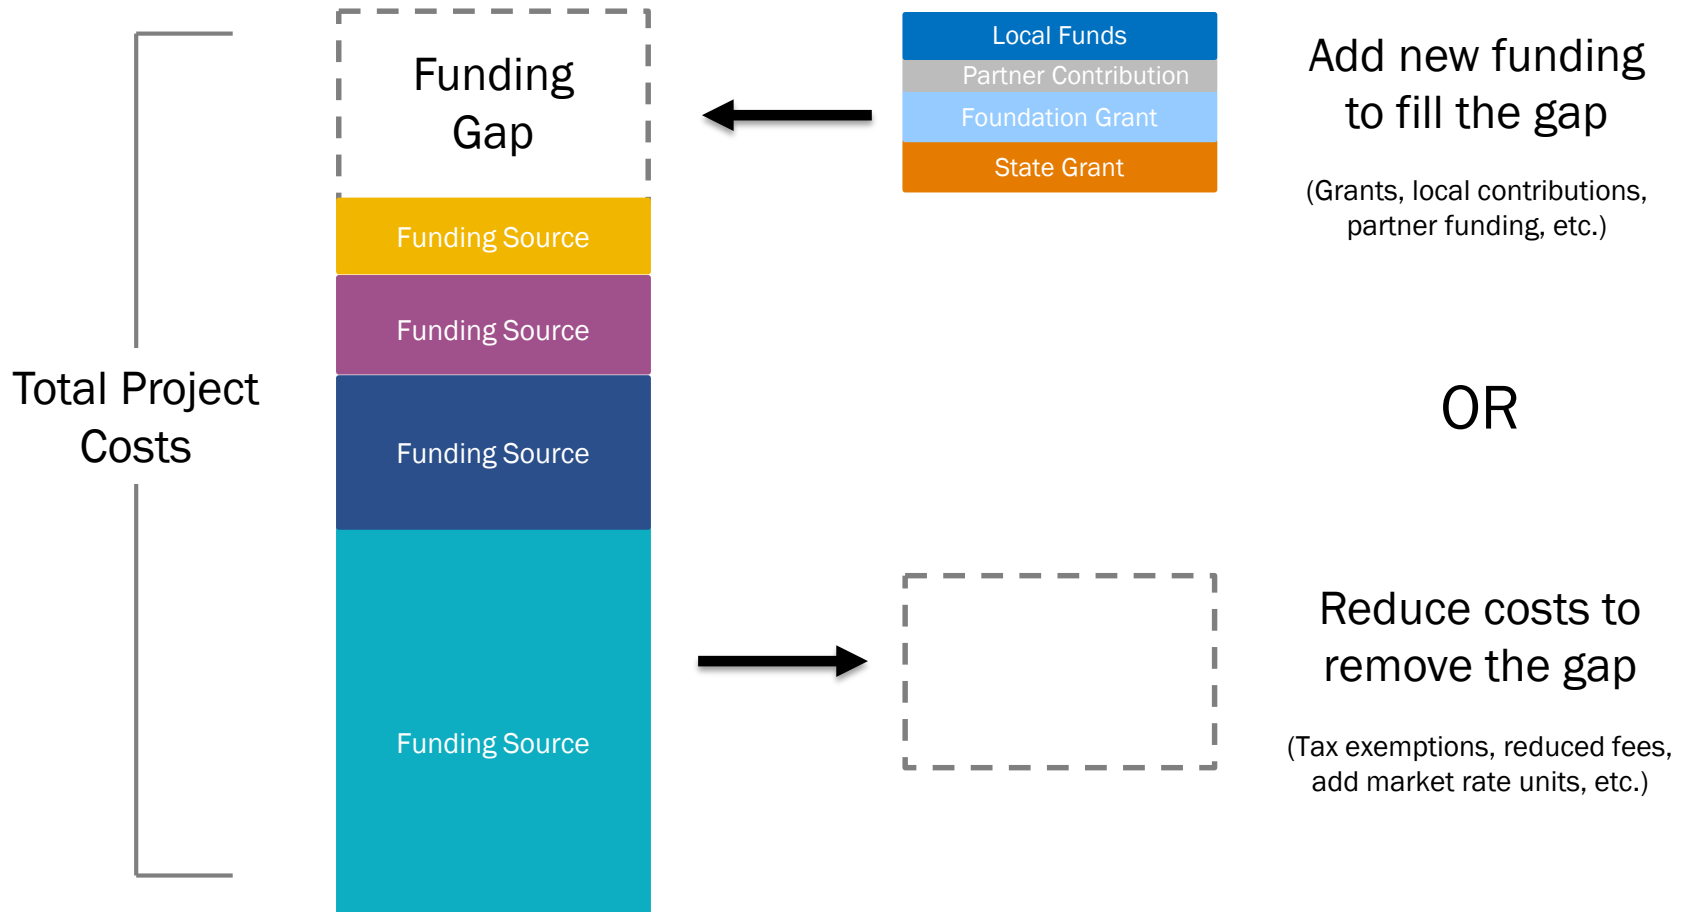 Total Project
Costs
Funding
Gap
Funding Source
Funding Source
Funding Source
Funding Source
Local Funds
Partner Contribution
Foundation Grant
State Grant
Add new funding
to fill the gap
(Grants, local contributions,
partner funding, etc.)
OR
Reduce costs to
remove the gap
(Tax exemptions, reduced fees,
add market rate units, etc.)